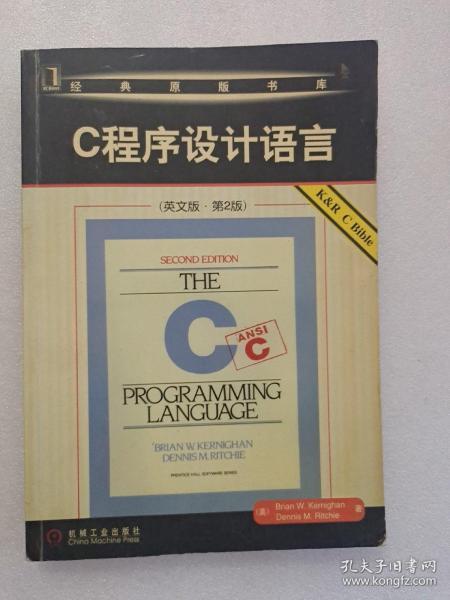 经典原版书库
C程序设计语言
(英文版·第2版)
K&R C Bible
SECOND EDITION
THE
C
ANSI
C
PROGRAMMING
LANGUAGE
BRIAN W. KERNIGHAN
DENNIS M. RITCHIE
PRENTICE HALL SOFTWARE SERIES
(美) Brian W. Kernighan
Dennis M. Ritchie 著
机械工业出版社
China Machine Press
孔夫子旧书网
www.kongfz.com